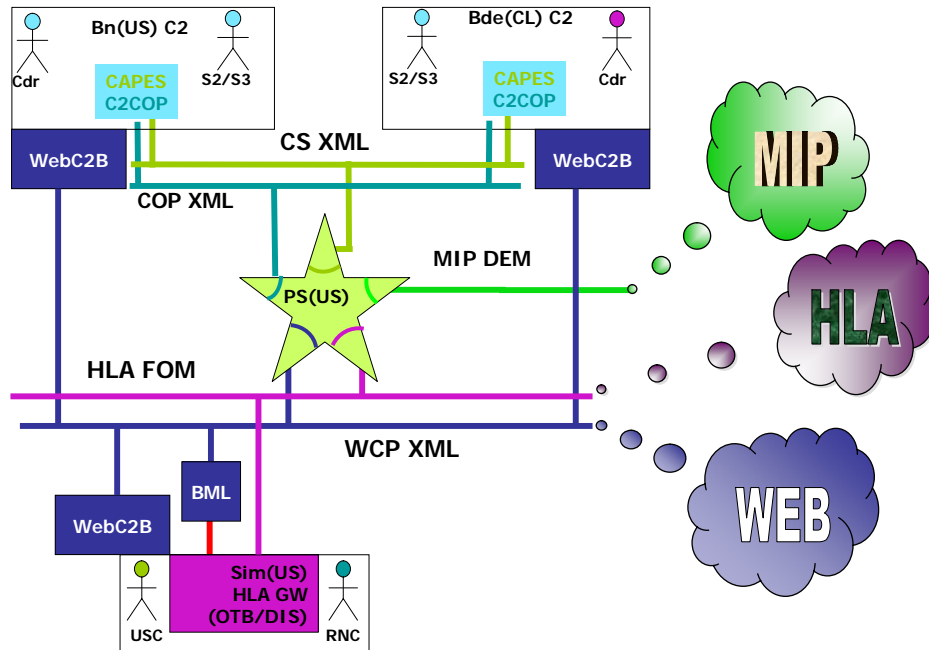 Bn(US) C2
Bde(CL) C2
Cdr
S2/S3
S2/S3
Cdr
CAPES
C2COP
CAPES
C2COP
WebC2B
CS XML
WebC2B
COP XML
MIP
MIP DEM
PS(US)
HLA
HLA FOM
WCP XML
BML
WebC2B
WEB
Sim(US)
HLA GW
(OTB/DIS)
USC
RNC